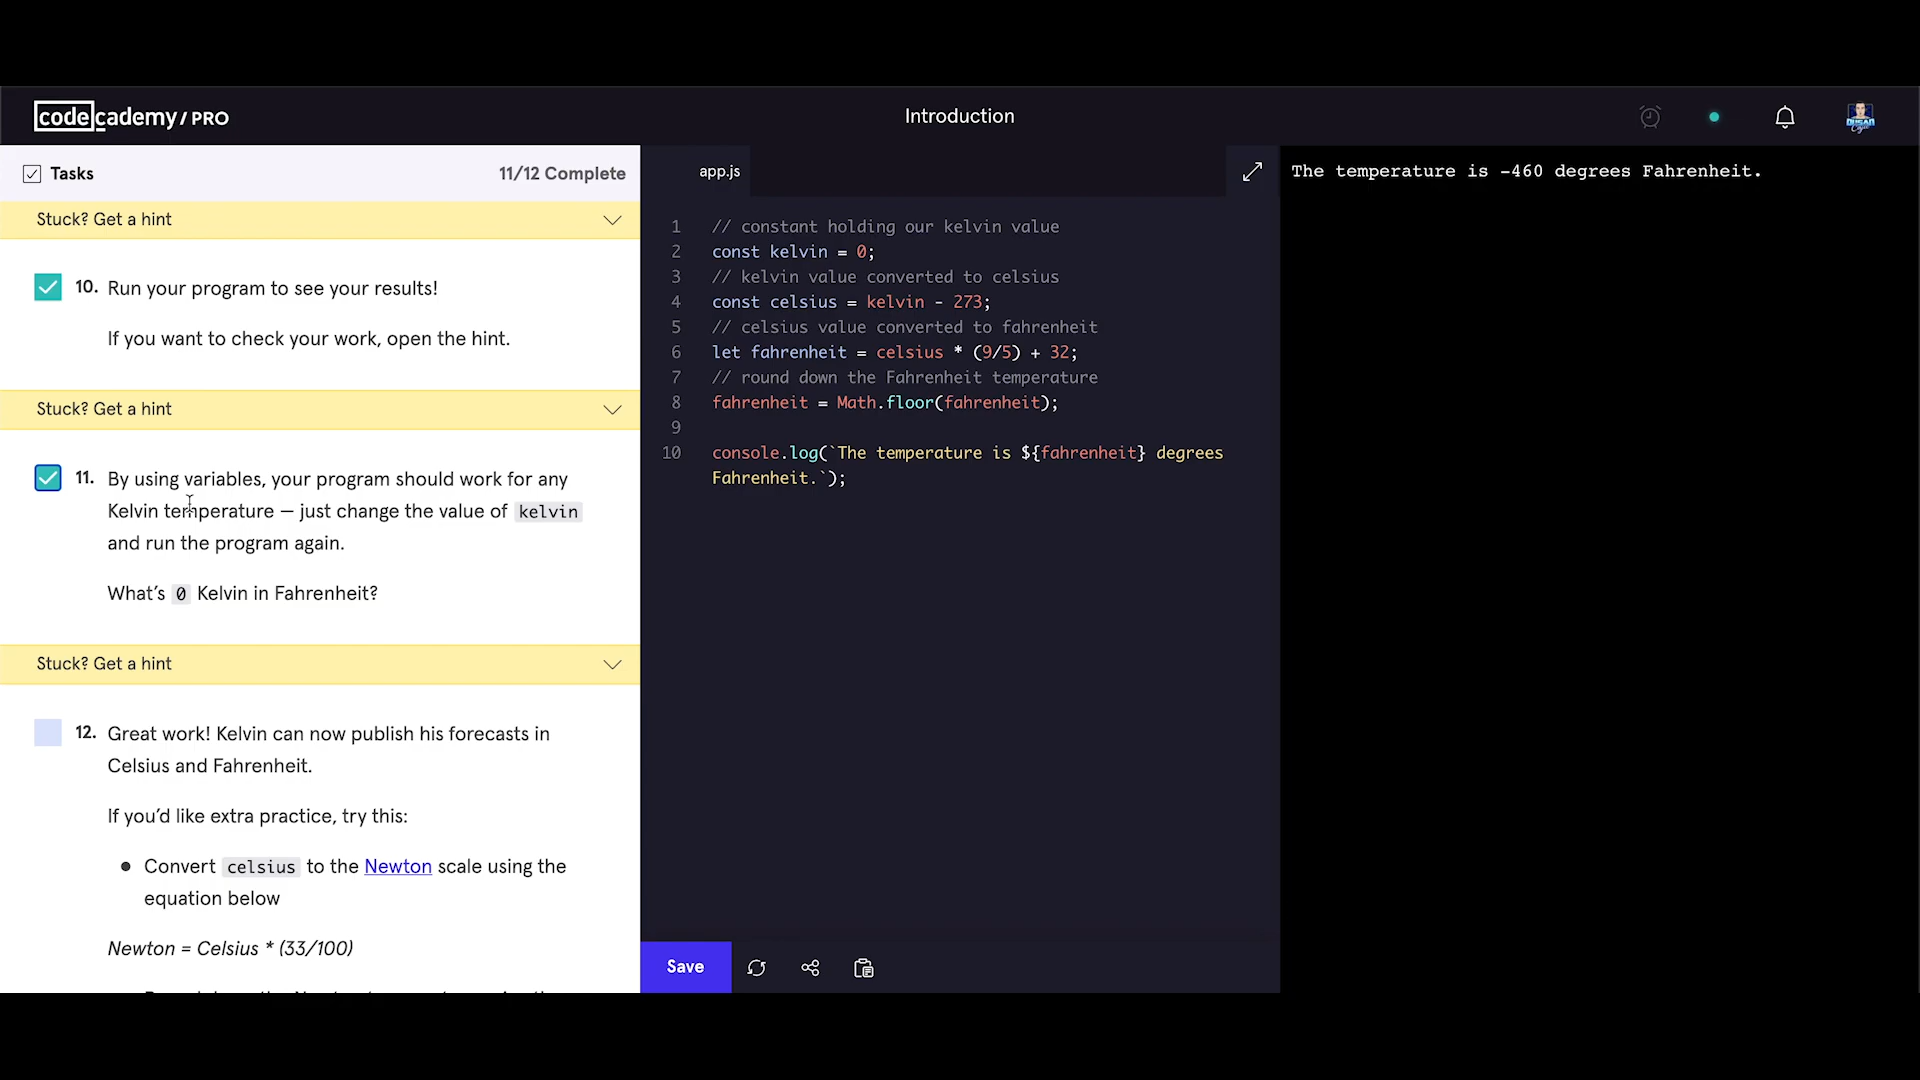 codecademy/PRO
Introduction
Tasks
11/12 Complete
Stuck? Get a hint
10. Run your program to see your results!
If you want to check your work, open the hint.
Stuck? Get a hint
11. By using variables, your program should work for any
Kelvin temperature — just change the value of kelvin
and run the program again.
What's 0 Kelvin in Fahrenheit?
Stuck? Get a hint
12. Great work! Kelvin can now publish his forecasts in
Celsius and Fahrenheit.
If you'd like extra practice, try this:
● Convert celsius to the Newton scale using the
equation below
Newton = Celsius * (33/100)
app.js
1 // constant holding our kelvin value
2 const kelvin = 0;
3 // kelvin value converted to celsius
4 const celsius = kelvin - 273;
5 // celsius value converted to fahrenheit
6 let fahrenheit = celsius * (9/5) + 32;
7 // round down the Fahrenheit temperature
8 fahrenheit = Math.floor(fahrenheit);
9
10 console.log(`The temperature is ${fahrenheit} degrees
Fahrenheit.`);
Save
The temperature is -460 degrees Fahrenheit.